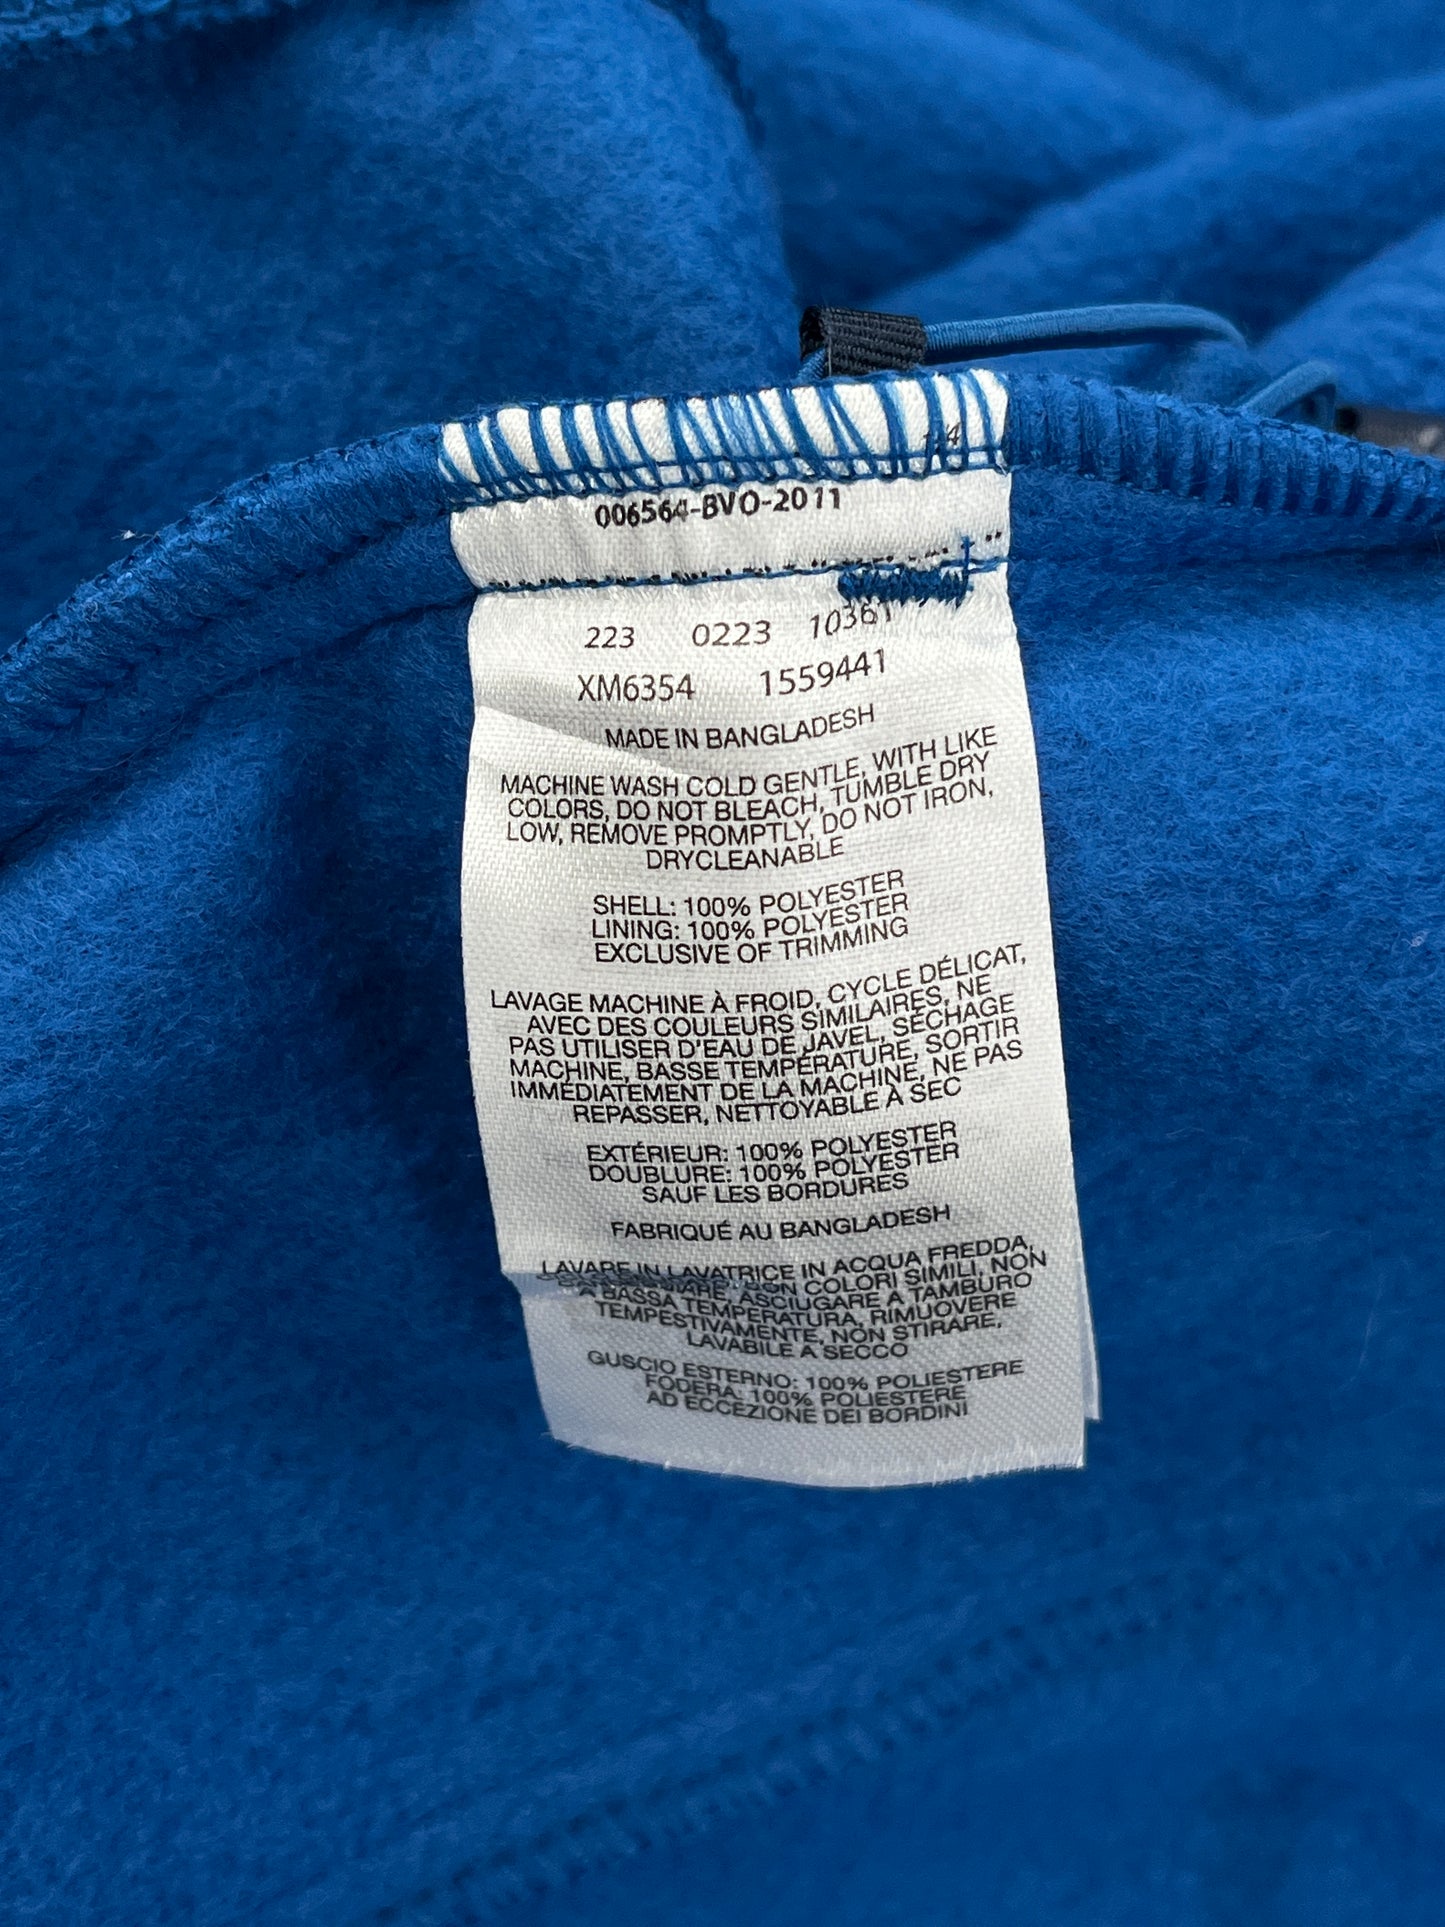 006564-BVO-2011
223 0223 10361
XM6354 1559441
MADE IN BANGLADESH
MACHINE WASH COLD GENTLE, WITH LIKE
COLORS, DO NOT BLEACH, TUMBLE DRY
LOW, REMOVE PROMPTLY, DO NOT IRON,
DRYCLEANABLE
SHELL: 100% POLYESTER
LINING: 100% POLYESTER
EXCLUSIVE OF TRIMMING
LAVAGE MACHINE À FROID, CYCLE DÉLICAT,
AVEC DES COULEURS SIMILAIRES, NE
PAS UTILISER D'EAU DE JAVEL, SÉCHAGE
MACHINE, BASSE TEMPÉRATURE, SORTIR
IMMÉDIATEMENT DE LA MACHINE, NE PAS
REPASSER, NETTOYABLE À SEC
EXTÉRIEUR: 100% POLYESTER
DOUBLURE: 100% POLYESTER
SAUF LES BORDURES
FABRIQUÉ AU BANGLADESH
LAVARE IN LAVATRICE IN ACQUA FREDDA,
CON COLORI SIMILI, NON
ASCIUGARE A TAMBURO
A BASSA TEMPERATURA, RIMUOVERE
TEMPESTIVAMENTE, NON STIRARE,
LAVABILE A SECCO
GUSCIO ESTERNO: 100% POLIESTERE
FODERA: 100% POLIESTERE
AD ECCEZIONE DEI BORDINI